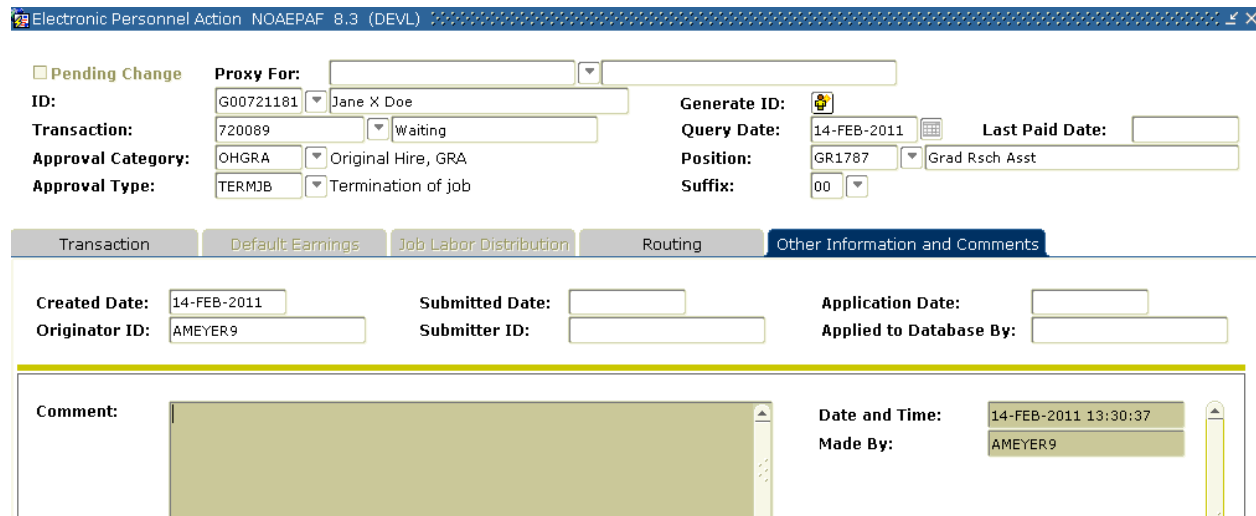 Electronic Personnel Action NOAEPAF 8.3 (DEVL)
Pending Change Proxy For:
ID: G00721181 Jane X Doe Generate ID:
Transaction: 720089 Waiting Query Date: 14-FEB-2011 Last Paid Date:
Approval Category: OHGRA Original Hire, GRA Position: GR1787 Grad Rsch Asst
Approval Type: TERMJB Termination of job Suffix: 00
Transaction Default Earnings Job Labor Distribution Routing Other Information and Comments
Created Date: 14-FEB-2011 Submitted Date: Application Date:
Originator ID: AMEYER9 Submitter ID: Applied to Database By:
Comment: Date and Time: 14-FEB-2011 13:30:37
Made By: AMEYER9